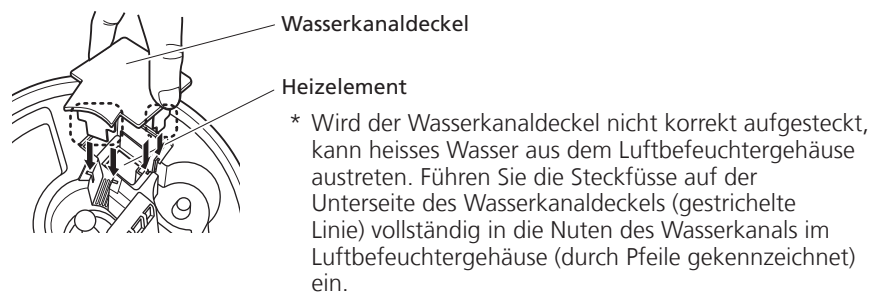 Wasserkanaldeckel
Heizelement
* Wird der Wasserkanaldeckel nicht korrekt aufgesteckt,
kann heisses Wasser aus dem Luftbefeuchtergehäuse
austreten. Führen Sie die Steckfüsse auf der
Unterseite des Wasserkanaldeckels (gestrichelte
Linie) vollständig in die Nuten des Wasserkanals im
Luftbefeuchtergehäuse (durch Pfeile gekennzeichnet)
ein.